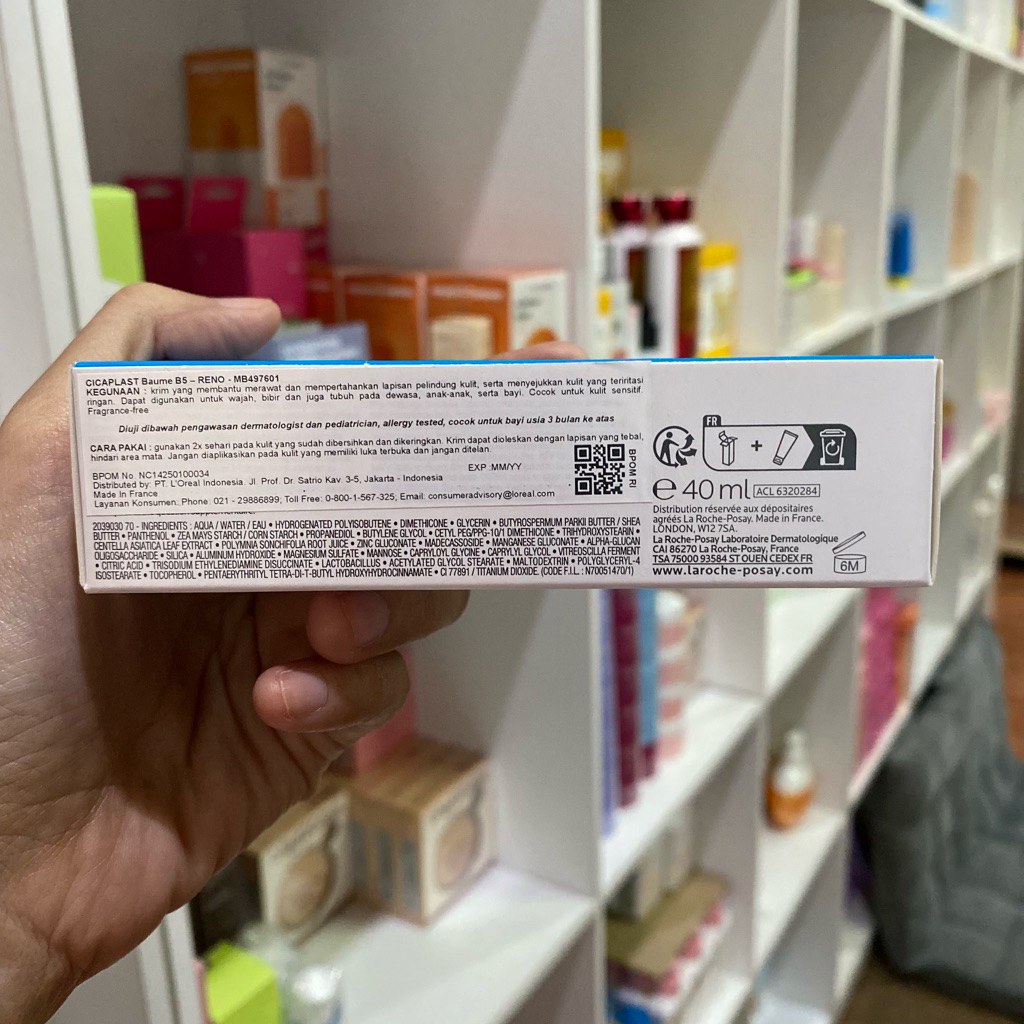 CICAPLAST Baume B5 – RENO - MB497601
KEGUNAAN : krim yang membantu merawat dan mempertahankan lapisan pelindung kulit, serta menyejukkan kulit yang teriritasi
ringan. Dapat digunakan untuk wajah, bibir dan juga tubuh pada dewasa, anak-anak, serta bayi. Cocok untuk kulit sensitif.
Fragrance-free
Diuji dibawah pengawasan dermatologist dan pediatrician, allergy tested, cocok untuk bayi usia 3 bulan ke atas
CARA PAKAI : gunakan 2x sehari pada kulit yang sudah dibersihkan dan dikeringkan. Krim dapat dioleskan dengan lapisan yang tebal,
hindari area mata. Jangan diaplikasikan pada kulit yang memiliki luka terbuka dan jangan ditelan.
EXP :MM/YY
BPOM No. NC14250100034
Distributed by: PT. L'Oreal Indonesia, Jl. Prof. Dr. Satrio Kav. 3-5, Jakarta - Indonesia
Made In France
Layanan Konsumen: Phone: 021 - 29886899; Toll Free: 0-800-1-567-325; Email: consumeradvisory@loreal.com
BPOM RI
2039030 70 - INGREDIENTS : AQUA / WATER / EAU • HYDROGENATED POLYISOBUTENE • DIMETHICONE • GLYCERIN • BUTYROSPERMUM PARKII BUTTER / SHEA
BUTTER • PANTHENOL • ZEA MAYS STARCH / CORN STARCH • PROPANEDIOL • BUTYLENE GLYCOL • CETYL PEG/PPG-10/1 DIMETHICONE • TRIHYDROXYSTEARIN •
CENTELLA ASIATICA LEAF EXTRACT • POLYMNIA SONCHIFOLIA ROOT JUICE • ZINC GLUCONATE • MADECASSOSIDE • MANGANESE GLUCONATE • ALPHA-GLUCAN
OLIGOSACCHARIDE • SILICA • ALUMINUM HYDROXIDE • MAGNESIUM SULFATE • MANNOSE • CAPRYLOYL GLYCINE • CAPRYLYL GLYCOL • VITREOSCILLA FERMENT
• CITRIC ACID • TRISODIUM ETHYLENEDIAMINE DISUCCINATE • LACTOBACILLUS • ACETYLATED GLYCOL STEARATE • MALTODEXTRIN • POLYGLYCERYL-4
ISOSTEARATE • TOCOPHEROL • PENTAERYTHRITYL TETRA-DI-T-BUTYL HYDROXYHYDROCINNAMATE • CI 77891 / TITANIUM DIOXIDE. (CODE F.I.L. : N70051470/1)
FR
+
e 40 ml ACL 6320284
Distribution réservée aux dépositaires
agréés La Roche-Posay. Made in France.
LONDON, W12 7SA.
La Roche-Posay Laboratoire Dermatologique
CAI 86270 La Roche-Posay, France
TSA 75000 93584 ST OUEN CEDEX FR
www.laroche-posay.com
6M